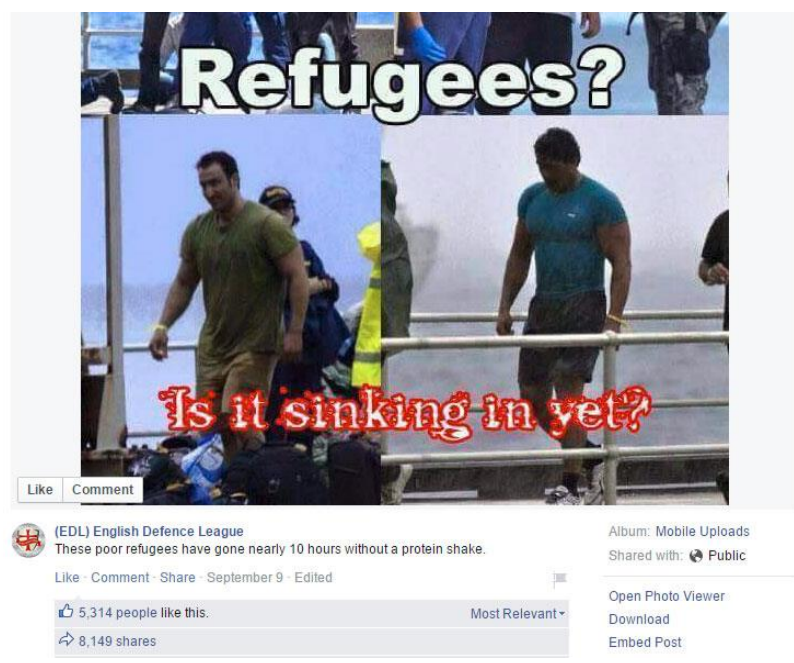 Refugees?
Is it sinking in yet?
Like Comment
(EDL) English Defence League
These poor refugees have gone nearly 10 hours without a protein shake.
Like · Comment · Share · September 9 · Edited
5,314 people like this.
Most Relevant
8,149 shares
Album: Mobile Uploads
Shared with: Public
Open Photo Viewer
Download
Embed Post